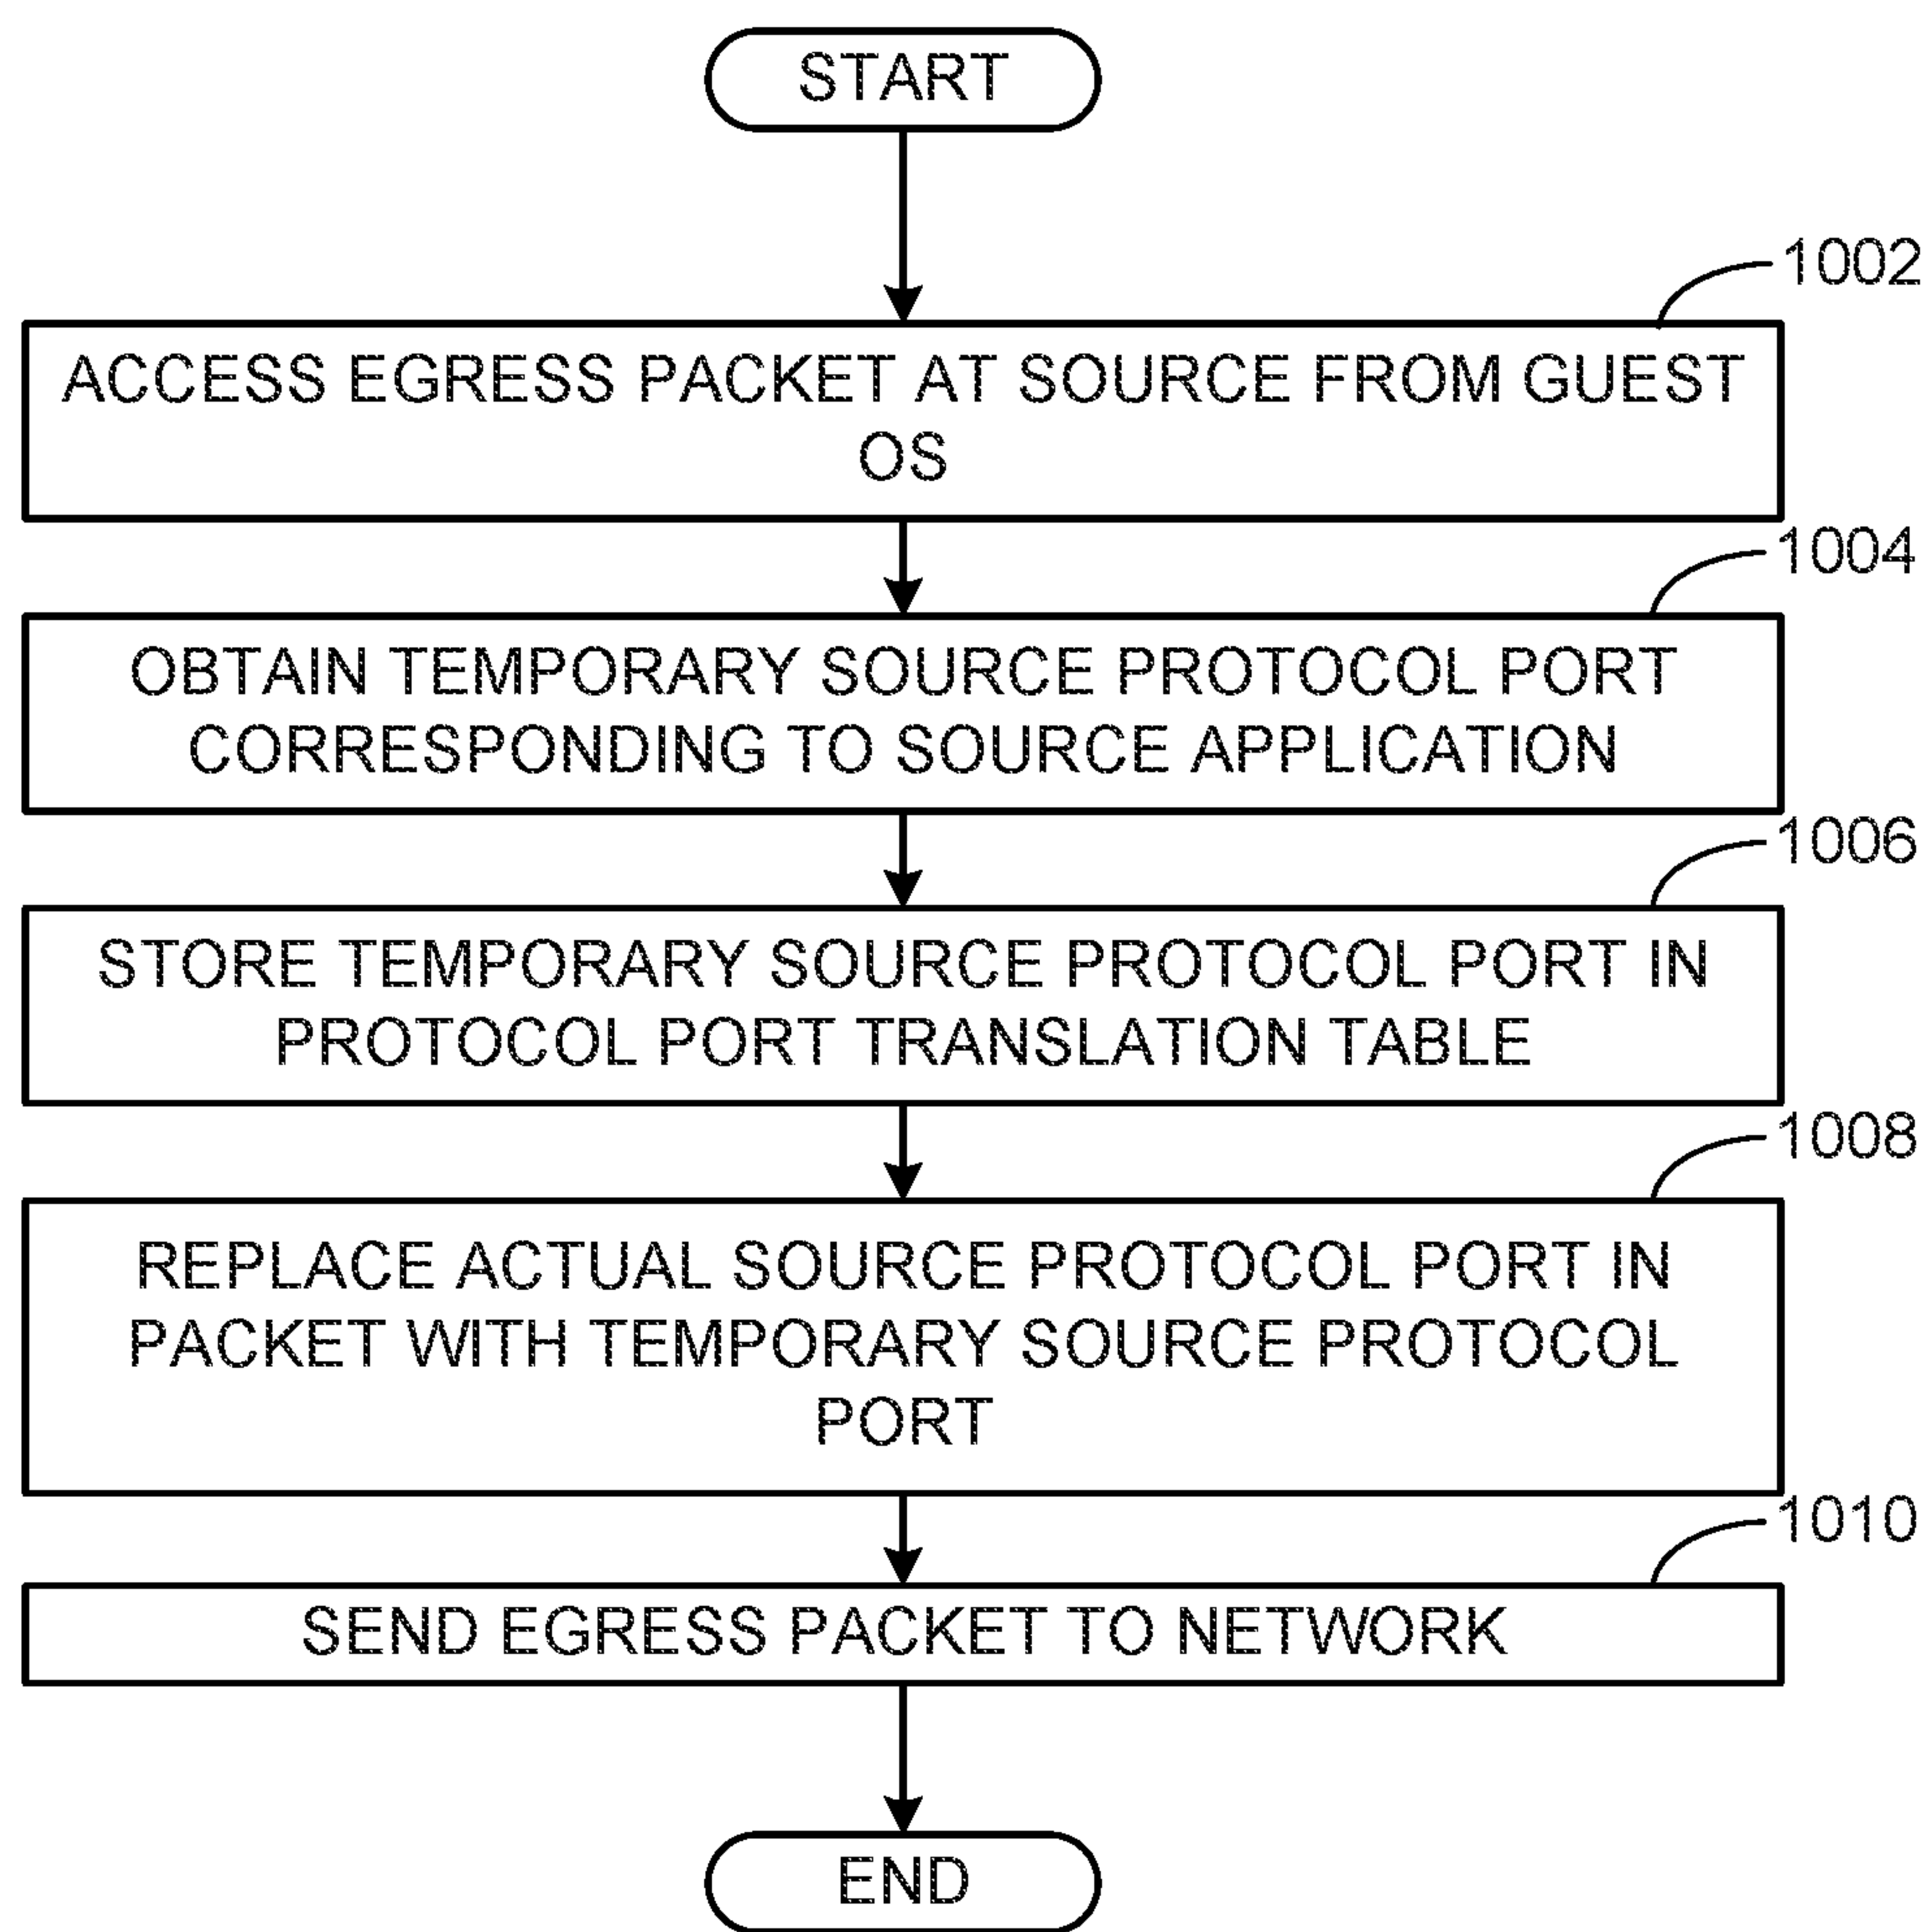 START
1002
ACCESS EGRESS PACKET AT SOURCE FROM GUEST
OS
1004
OBTAIN TEMPORARY SOURCE PROTOCOL PORT
CORRESPONDING TO SOURCE APPLICATION
1006
STORE TEMPORARY SOURCE PROTOCOL PORT IN
PROTOCOL PORT TRANSLATION TABLE
1008
REPLACE ACTUAL SOURCE PROTOCOL PORT IN
PACKET WITH TEMPORARY SOURCE PROTOCOL
PORT
1010
SEND EGRESS PACKET TO NETWORK
END